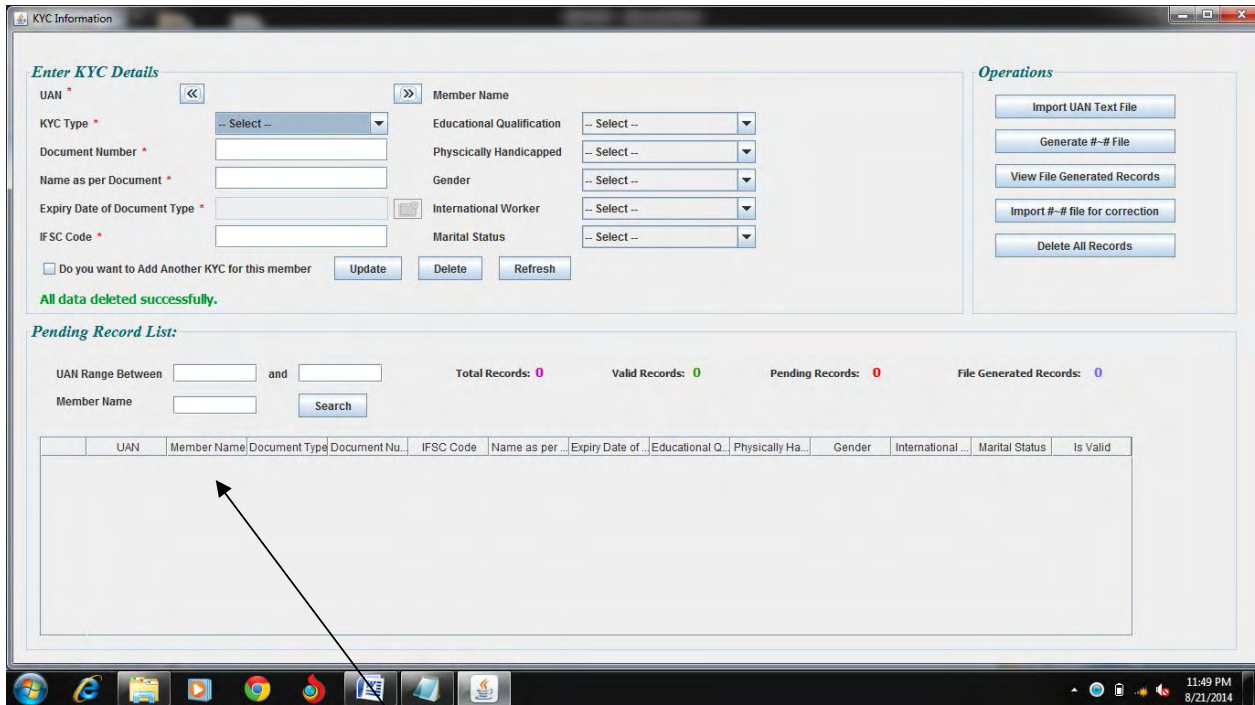 KYC Information
Enter KYC Details
UAN *
Member Name
KYC Type * -- Select --
Educational Qualification -- Select --
Document Number *
Physcically Handicapped -- Select --
Name as per Document *
Gender -- Select --
Expiry Date of Document Type *
International Worker -- Select --
IFSC Code *
Marital Status -- Select --
Do you want to Add Another KYC for this member Update Delete Refresh
All data deleted successfully.
Operations
Import UAN Text File
Generate #~# File
View File Generated Records
Import #~# file for correction
Delete All Records
Pending Record List:
UAN Range Between and Total Records: 0 Valid Records: 0 Pending Records: 0 File Generated Records: 0
Member Name Search
UAN Member Name Document Type Document Nu... IFSC Code Name as per ... Expiry Date of ... Educational Q... Physically Ha... Gender International ... Marital Status Is Valid
11:49 PM
8/21/2014